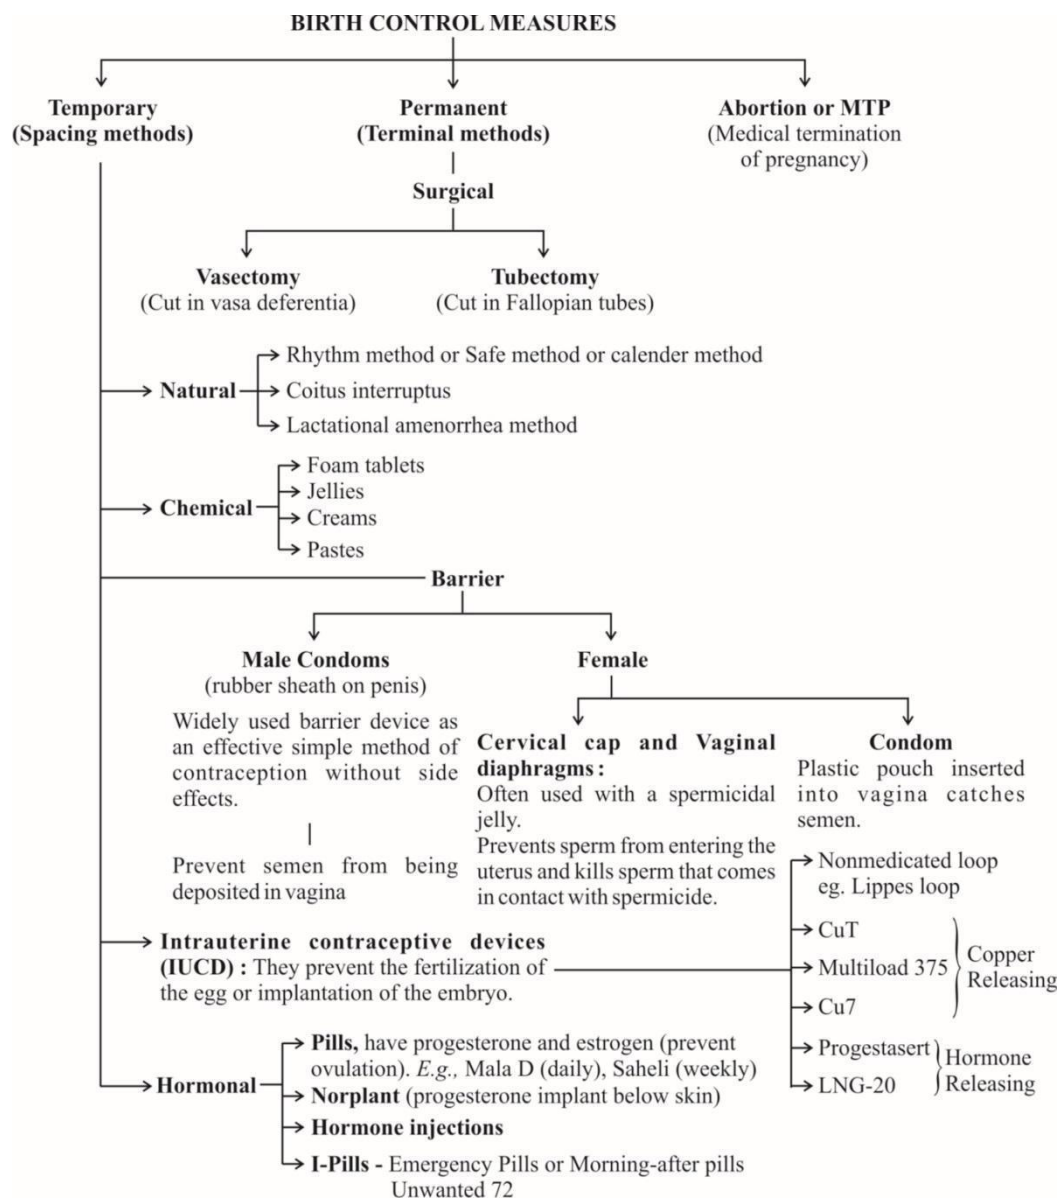 BIRTH CONTROL MEASURES
Temporary
(Spacing methods)
Permanent
(Terminal methods)
Abortion or MTP
(Medical termination
of pregnancy)
Surgical
Vasectomy
(Cut in vasa deferentia)
Tubectomy
(Cut in Fallopian tubes)
Natural
Rhythm method or Safe method or calender method
Coitus interruptus
Lactational amenorrhea method
Chemical
Foam tablets
Jellies
Creams
Pastes
Barrier
Male Condoms
(rubber sheath on penis)
Widely used barrier device as
an effective simple method of
contraception without side
effects.
Prevent semen from being
deposited in vagina
Female
Cervical cap and Vaginal
diaphragms :
Often used with a spermicidal
jelly.
Prevents sperm from entering the
uterus and kills sperm that comes
in contact with spermicide.
Condom
Plastic pouch inserted
into vagina catches
semen.
Intrauterine contraceptive devices
(IUCD) : They prevent the fertilization of
the egg or implantation of the embryo.
Nonmedicated loop
eg. Lippes loop
CuT
Multiload 375
Cu7
Copper
Releasing
Progestasert
LNG-20
Hormone
Releasing
Hormonal
Pills, have progesterone and estrogen (prevent
ovulation). E.g., Mala D (daily), Saheli (weekly)
Norplant (progesterone implant below skin)
Hormone injections
I-Pills - Emergency Pills or Morning-after pills
Unwanted 72